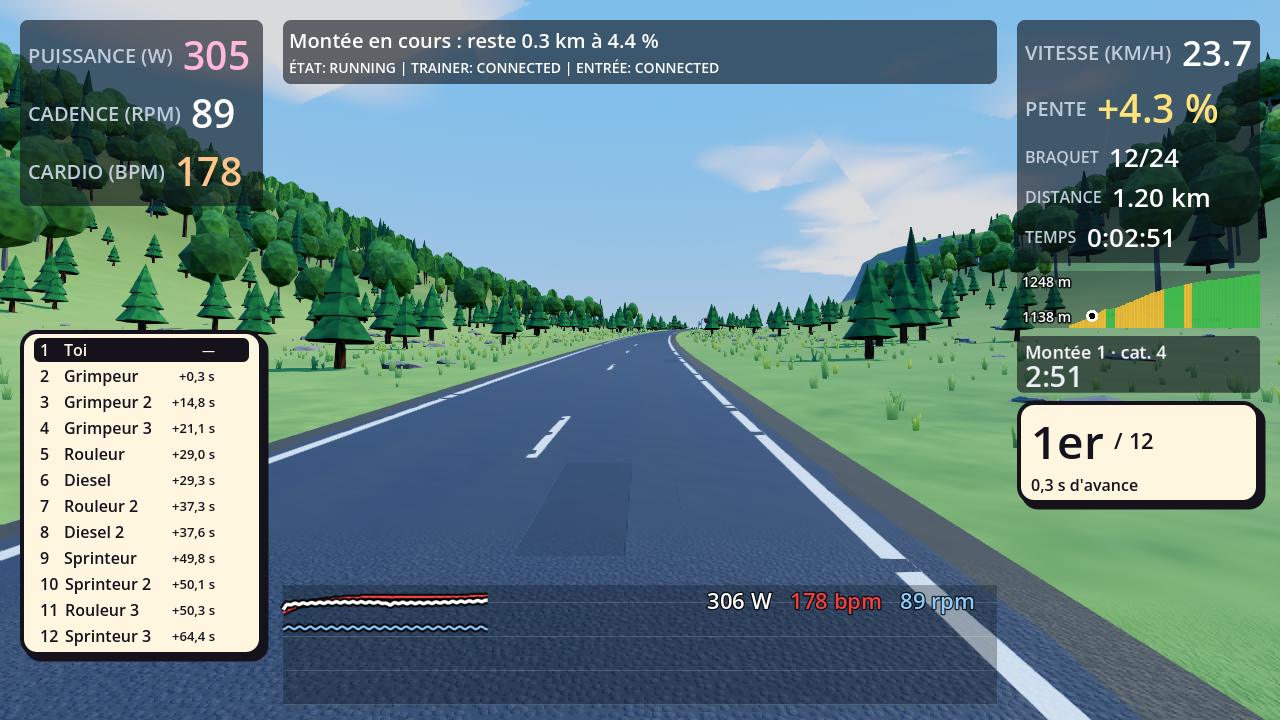 PUISSANCE (W) 305
CADENCE (RPM) 89
CARDIO (BPM) 178
Montée en cours : reste 0.3 km à 4.4 %
ÉTAT: RUNNING | TRAINER: CONNECTED | ENTRÉE: CONNECTED
VITESSE (KM/H) 23.7
PENTE +4.3 %
BRAQUET 12/24
DISTANCE 1.20 km
TEMPS 0:02:51
1248 m
1138 m
Montée 1 · cat. 4
2:51
1er / 12
0,3 s d'avance
1 Toi —
2 Grimpeur +0,3 s
3 Grimpeur 2 +14,8 s
4 Grimpeur 3 +21,1 s
5 Rouleur +29,0 s
6 Diesel +29,3 s
7 Rouleur 2 +37,3 s
8 Diesel 2 +37,6 s
9 Sprinteur +49,8 s
10 Sprinteur 2 +50,1 s
11 Rouleur 3 +50,3 s
12 Sprinteur 3 +64,4 s
306 W 178 bpm 89 rpm